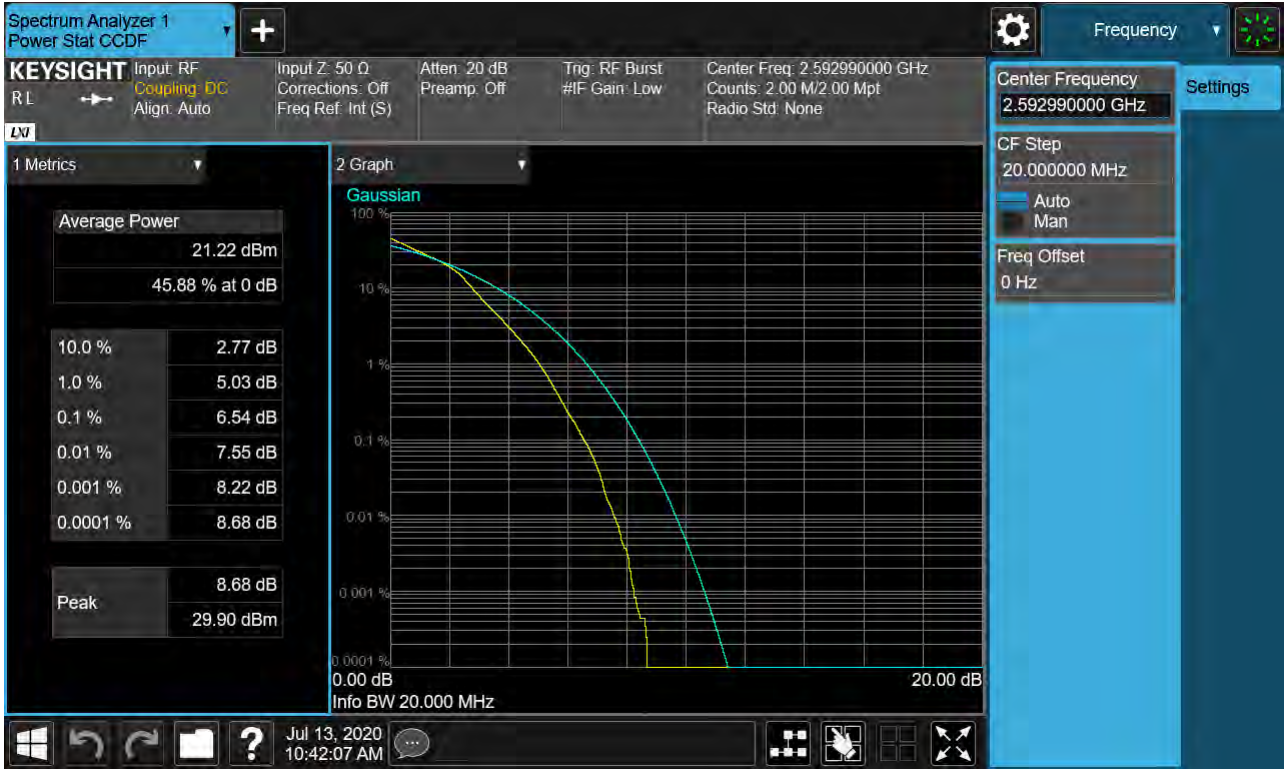 Spectrum Analyzer 1
Power Stat CCDF
Frequency
KEYSIGHT
R L
LXI
Input: RF
Coupling: DC
Align: Auto
Input Z: 50 Ω
Corrections: Off
Freq Ref: Int (S)
Atten: 20 dB
Preamp: Off
Trig: RF Burst
#IF Gain: Low
Center Freq: 2.592990000 GHz
Counts: 2.00 M/2.00 Mpt
Radio Std: None
Center Frequency
2.592990000 GHz
Settings
CF Step
20.000000 MHz
Auto
Man
Freq Offset
0 Hz
1 Metrics
Average Power
21.22 dBm
45.88 % at 0 dB
10.0 % 2.77 dB
1.0 % 5.03 dB
0.1 % 6.54 dB
0.01 % 7.55 dB
0.001 % 8.22 dB
0.0001 % 8.68 dB
Peak
8.68 dB
29.90 dBm
2 Graph
Gaussian
100 %
10 %
1 %
0.1 %
0.01 %
0.001 %
0.0001 %
0.00 dB 20.00 dB
Info BW 20.000 MHz
?
Jul 13, 2020
10:42:07 AM